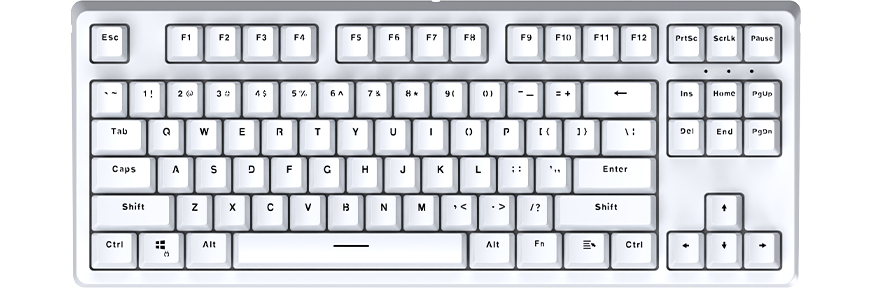 Esc F1 F2 F3 F4 F5 F6 F7 F8 F9 F10 F11 F12 PrtSc ScrLk Pause
` ~ 1 ! 2 @ 3 # 4 $ 5 % 6 ^ 7 & 8 * 9 ( 0 ) - _ = + ← Ins Home PgUp
Tab Q W E R T Y U I O P [ { ] } \ | Del End PgDn
Caps A S D F G H J K L ; : ' " Enter
Shift Z X C V B N M , < . > / ? Shift ↑
Ctrl Alt Alt Fn Ctrl ← ↓ →